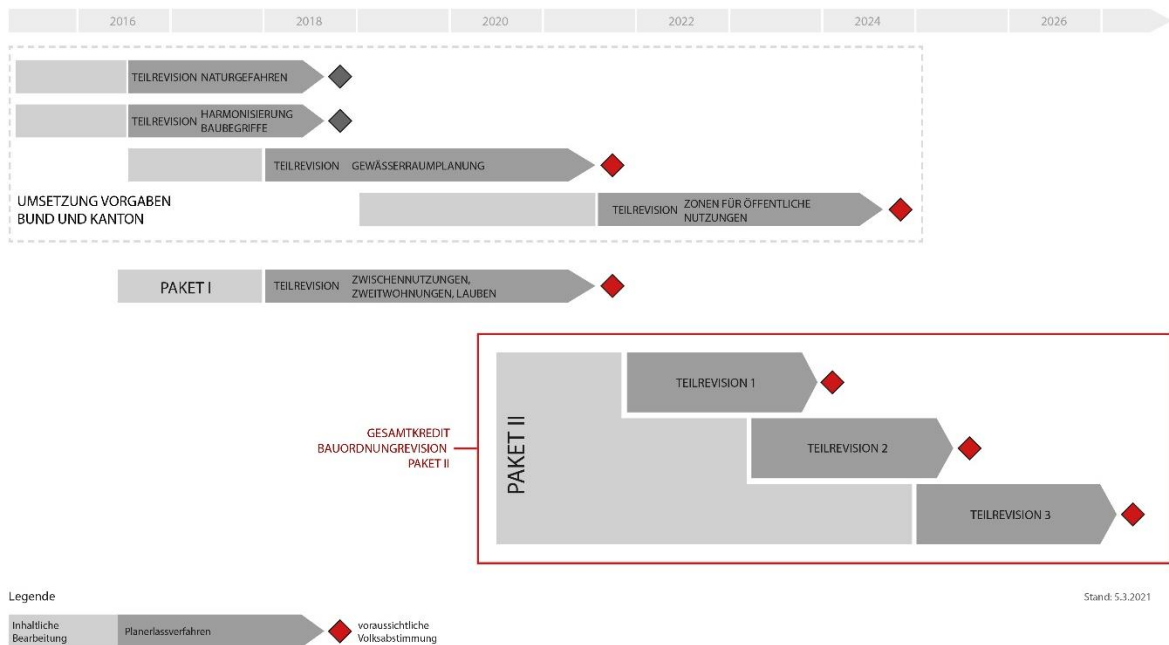 2016 2018 2020 2022 2024 2026
TEILREVISION NATURGEFAHREN
TEILREVISION HARMONISIERUNG
BAUBEGRIFFE
TEILREVISION GEWÄSSERRAUMPLANUNG
UMSETZUNG VORGABEN
BUND UND KANTON
TEILREVISION ZONEN FÜR ÖFFENTLICHE
NUTZUNGEN
PAKET I
TEILREVISION ZWISCHENNUTZUNGEN,
ZWEITWOHNUNGEN, LAUBEN
GESAMTKREDIT
BAUORDNUNGREVISION
PAKET II
PAKET II
TEILREVISION 1
TEILREVISION 2
TEILREVISION 3
Legende
Stand: 5.3.2021
Inhaltliche
Bearbeitung
Planerlassverfahren
voraussichtliche
Volksabstimmung